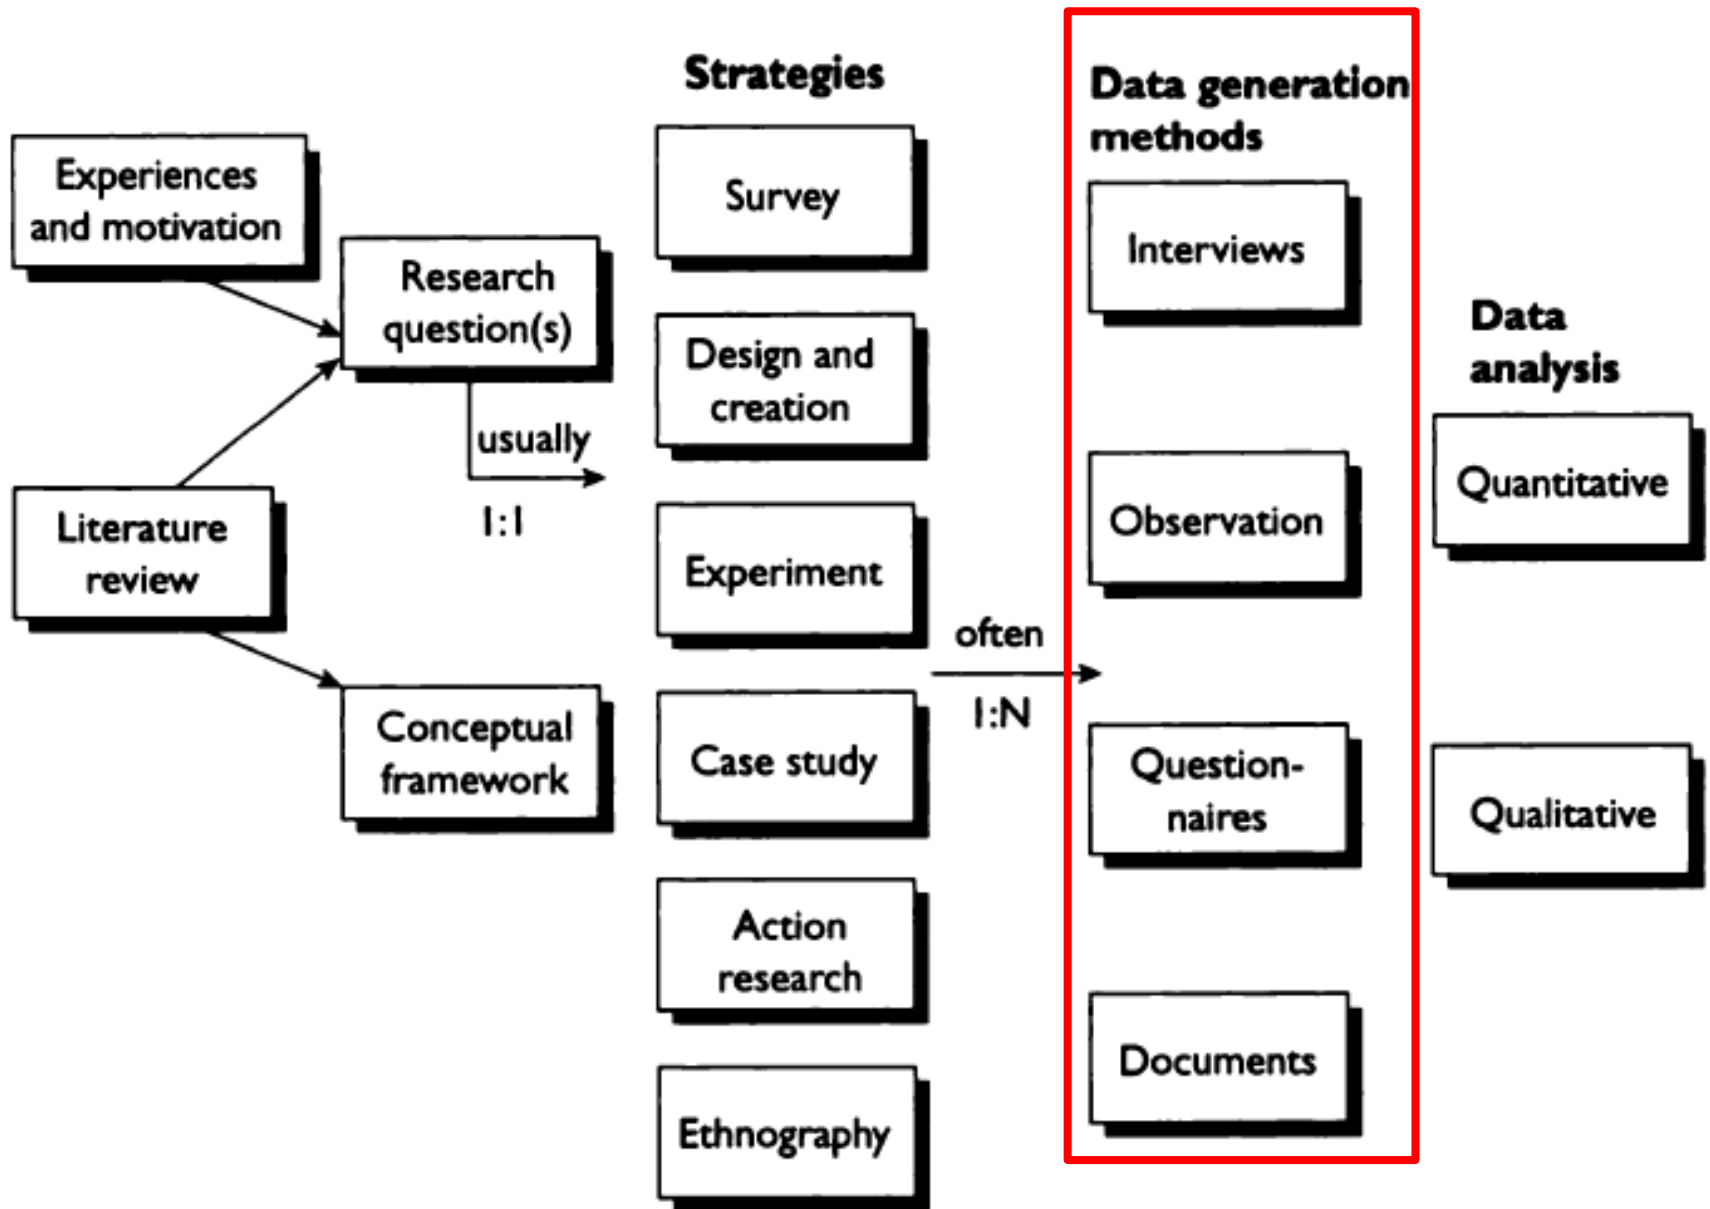 Experiences
and motivation
Literature
review
Research
question(s)
usually
1:1
Conceptual
framework
Strategies
Survey
Design and
creation
Experiment
Case study
Action
research
Ethnography
often
1:N
Data generation
methods
Interviews
Observation
Question-
naires
Documents
Data
analysis
Quantitative
Qualitative